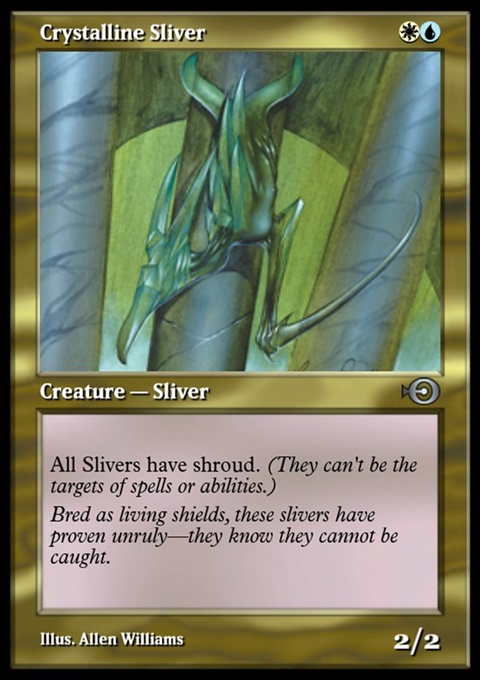 Crystalline Sliver
Creature — Sliver
All Slivers have shroud. (They can't be the
targets of spells or abilities.)
Bred as living shields, these slivers have
proven unruly—they know they cannot be
caught.
Illus. Allen Williams
2/2